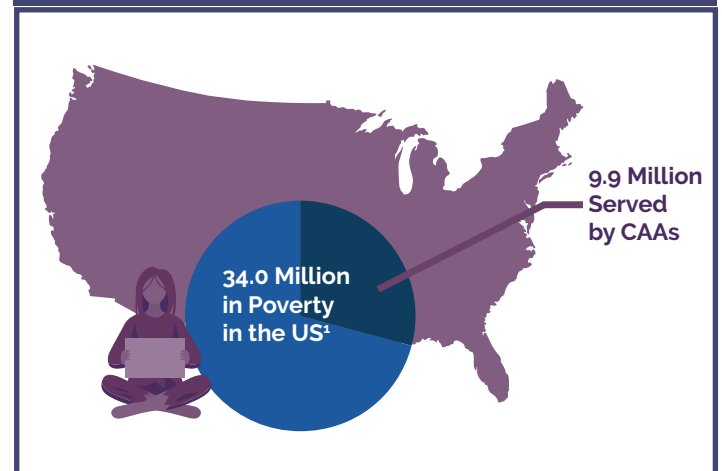 34.0 Million
in Poverty
in the US¹
9.9 Million
Served
by CAAs